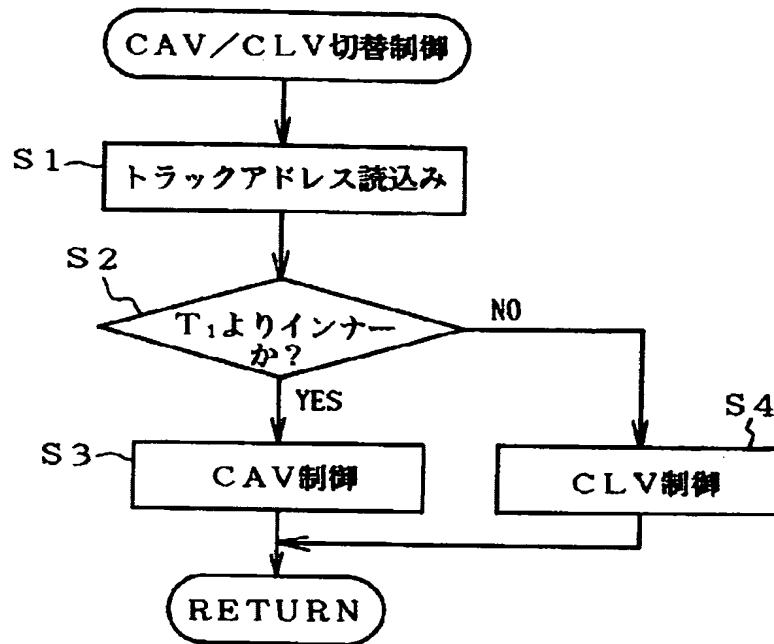 CAV/CLV切替制御
S1
トラックアドレス読込み
S2
T₁よりインナー
か?
NO
YES
S3
CAV制御
S4
CLV制御
RETURN